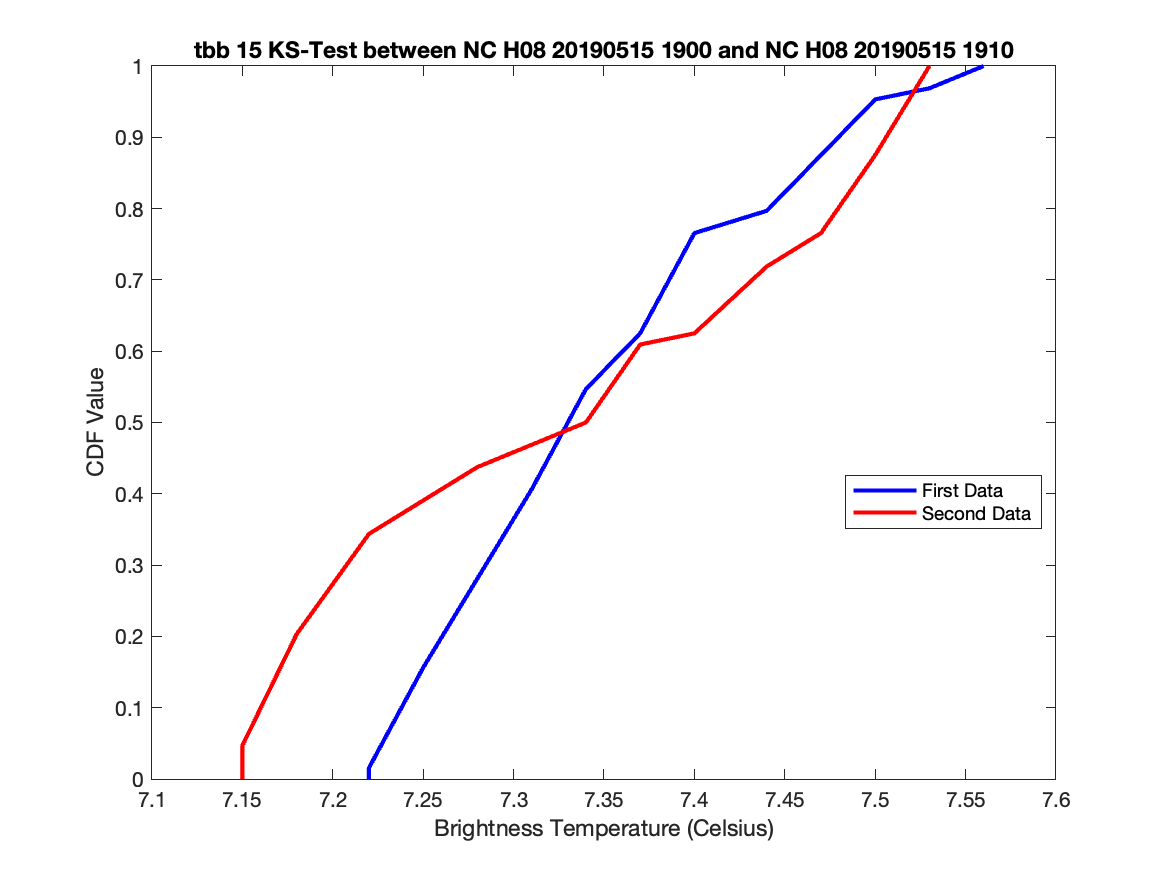 tbb 15 KS-Test between NC H08 20190515 1900 and NC H08 20190515 1910
1
0.9
0.8
0.7
0.6
0.5
0.4
0.3
0.2
0.1
0
CDF Value
First Data
Second Data
7.1 7.15 7.2 7.25 7.3 7.35 7.4 7.45 7.5 7.55 7.6
Brightness Temperature (Celsius)